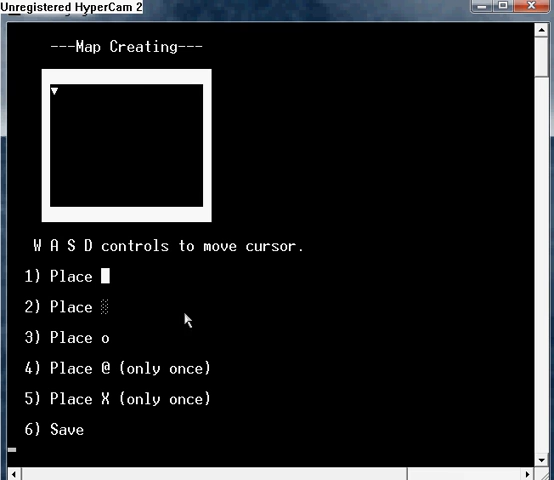 Unregistered HyperCam 2
---Map Creating---
▼
W A S D controls to move cursor.
1) Place █
2) Place ░
3) Place o
4) Place @ (only once)
5) Place X (only once)
6) Save